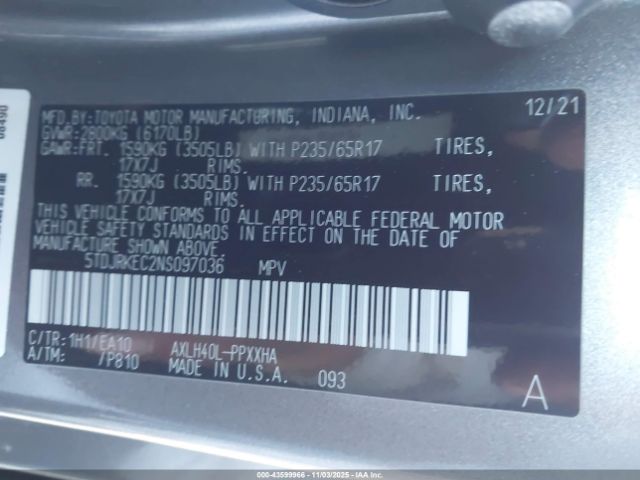 08490
MFD.BY:TOYOTA MOTOR MANUFACTURING, INDIANA, INC. 12/21
GVWR:2800KG (6170LB)
GAWR:FRT. 1590KG (3505LB) WITH P235/65R17 TIRES,
17X7J RIMS.
RR. 1590KG (3505LB) WITH P235/65R17 TIRES,
17X7J RIMS.
THIS VEHICLE CONFORMS TO ALL APPLICABLE FEDERAL MOTOR
VEHICLE SAFETY STANDARDS IN EFFECT ON THE DATE OF
MANUFACTURE SHOWN ABOVE.
5TDJRKEC2NS097036 MPV
C/TR:1H1/EA10 AXLH40L-PPXXHA
A/TM: /P810 MADE IN U.S.A. 093 A
000-43599966 | 11/03/2025 - IAA, Inc.